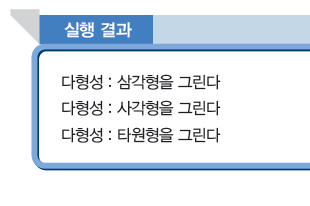 실행 결과
다형성 : 삼각형을 그린다
다형성 : 사각형을 그린다
다형성 : 타원형을 그린다